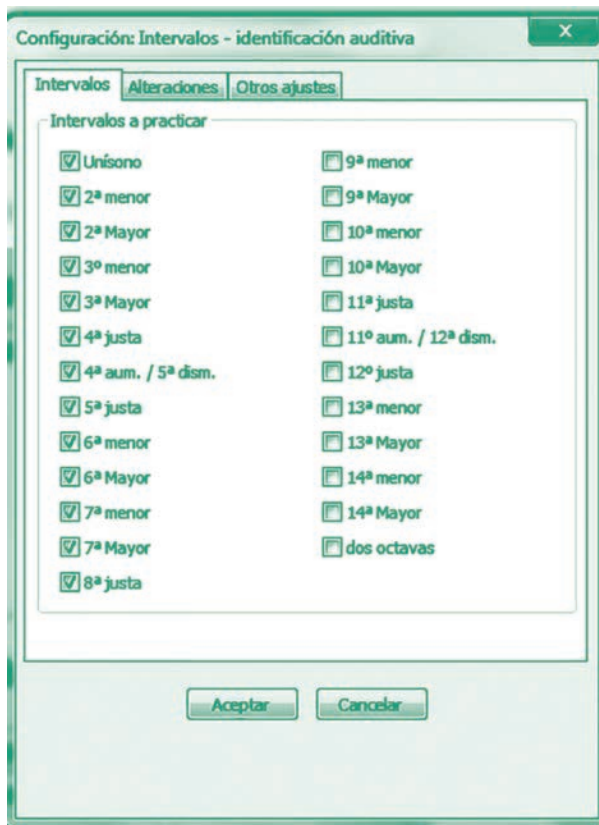 Configuración: Intervalos - identificación auditiva
x
Intervalos
Alteraciones
Otros ajustes
Intervalos a practicar
Unísono
2ª menor
2ª Mayor
3º menor
3ª Mayor
4ª justa
4ª aum. / 5ª dism.
5ª justa
6ª menor
6ª Mayor
7ª menor
7ª Mayor
8ª justa
9ª menor
9ª Mayor
10ª menor
10ª Mayor
11ª justa
11º aum. / 12ª dism.
12º justa
13ª menor
13ª Mayor
14ª menor
14ª Mayor
dos octavas
Aceptar
Cancelar